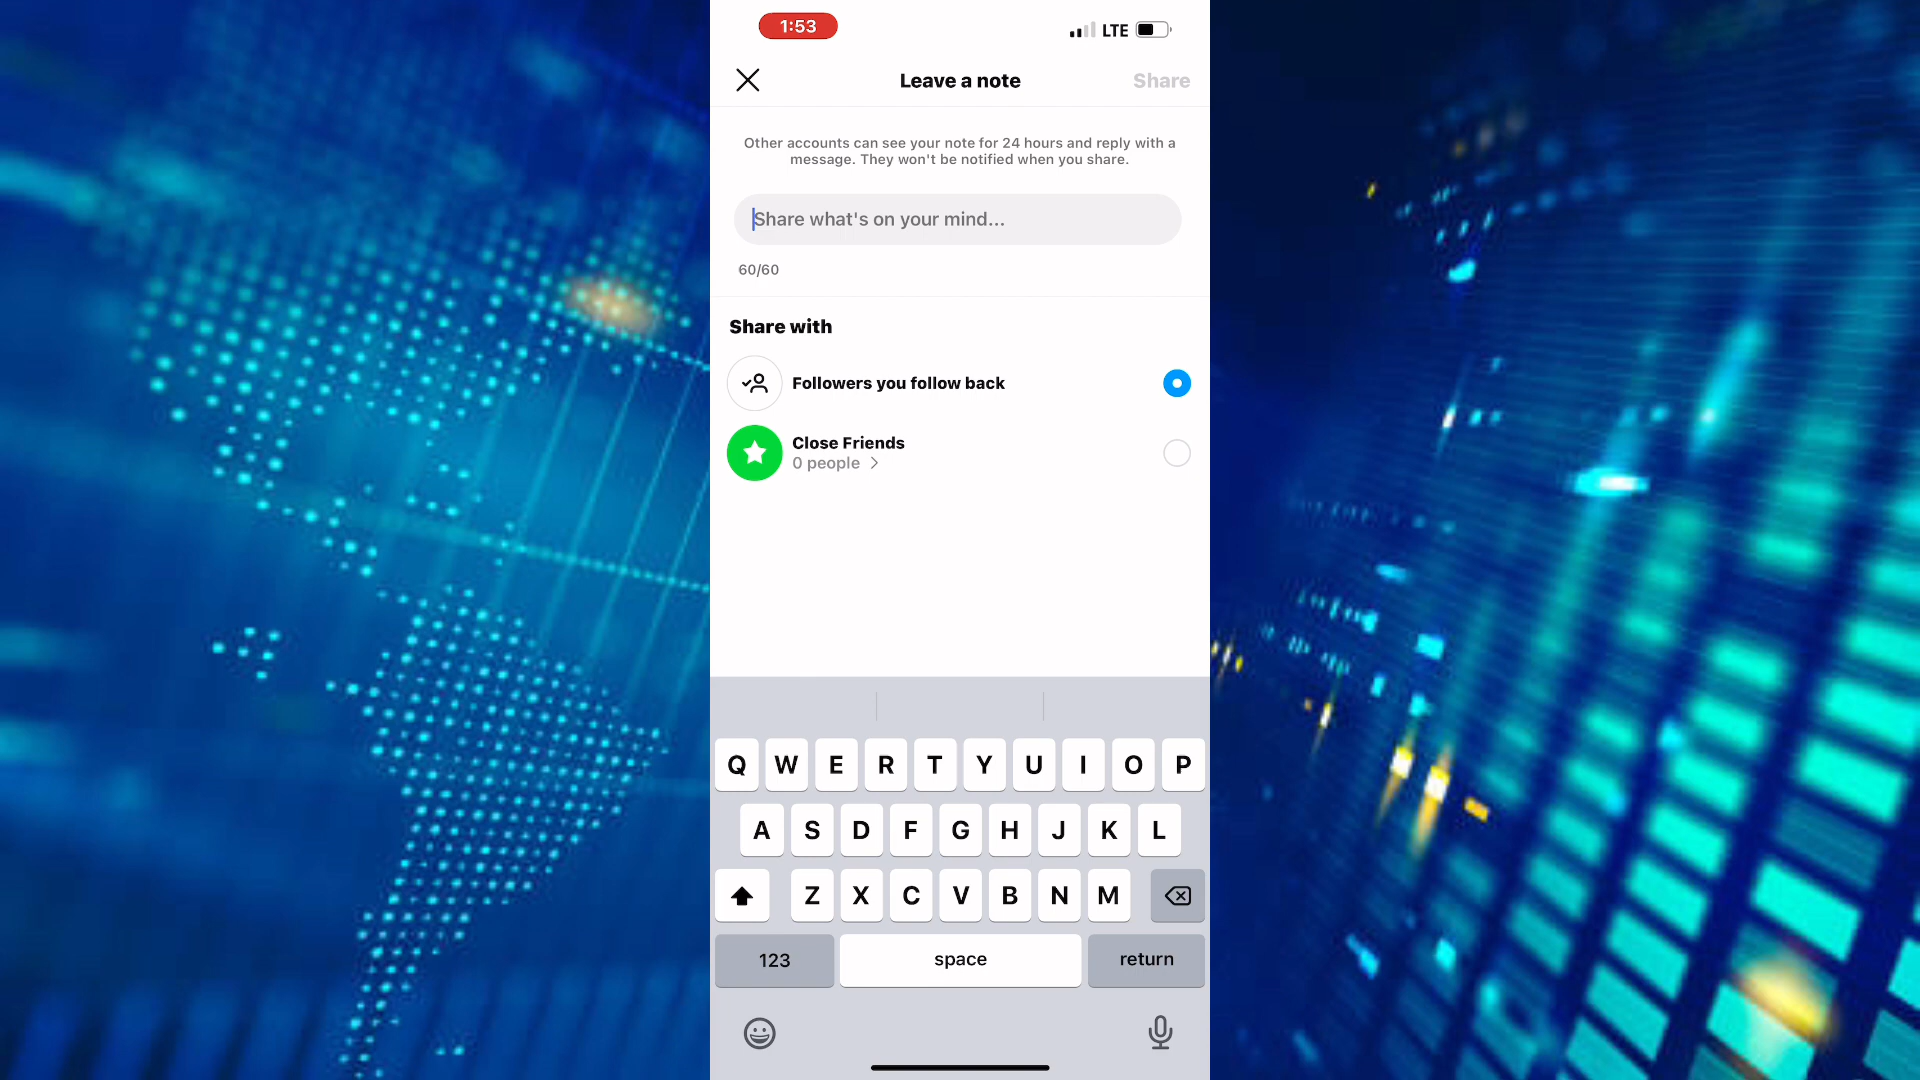 1:53
LTE
Leave a note
Share
Other accounts can see your note for 24 hours and reply with a
message. They won't be notified when you share.
Share what's on your mind...
60/60
Share with
Followers you follow back
Close Friends
0 people
Q W E R T Y U I O P
A S D F G H J K L
Z X C V B N M
123
space
return